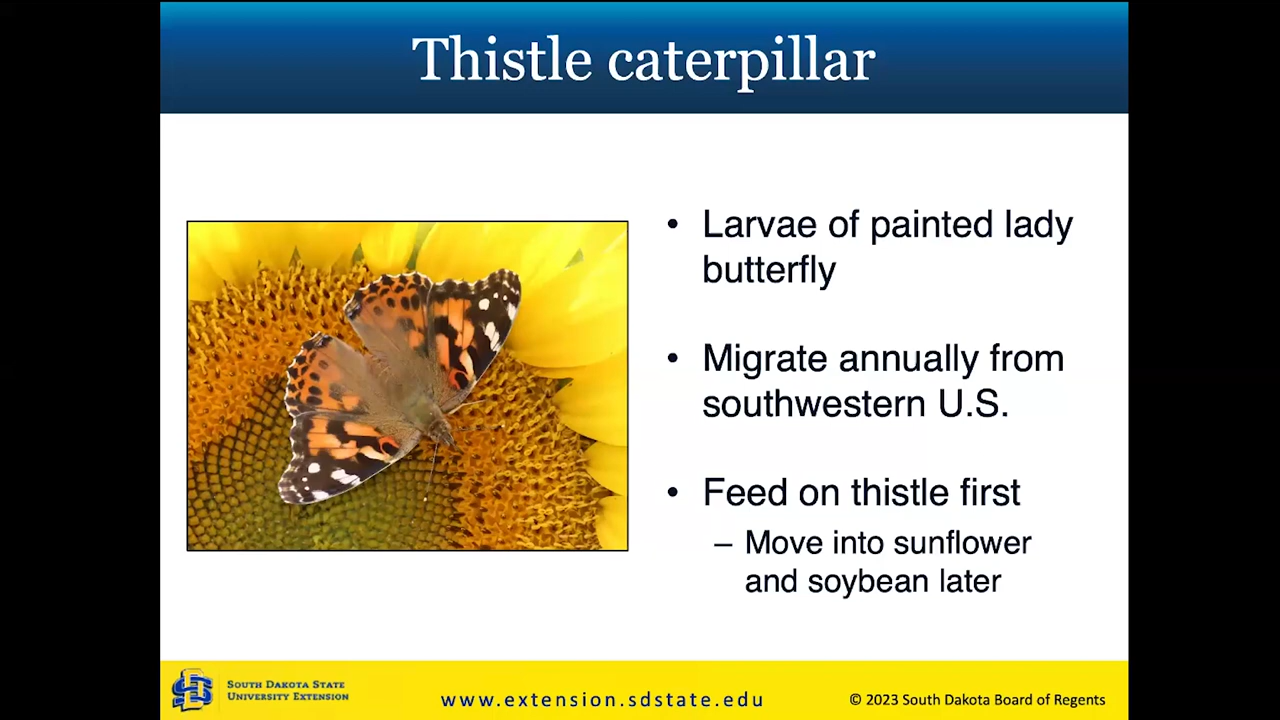 Thistle caterpillar
• Larvae of painted lady
butterfly
• Migrate annually from
southwestern U.S.
• Feed on thistle first
– Move into sunflower
and soybean later
SOUTH DAKOTA STATE
UNIVERSITY EXTENSION
www.extension.sdstate.edu
© 2023 South Dakota Board of Regents